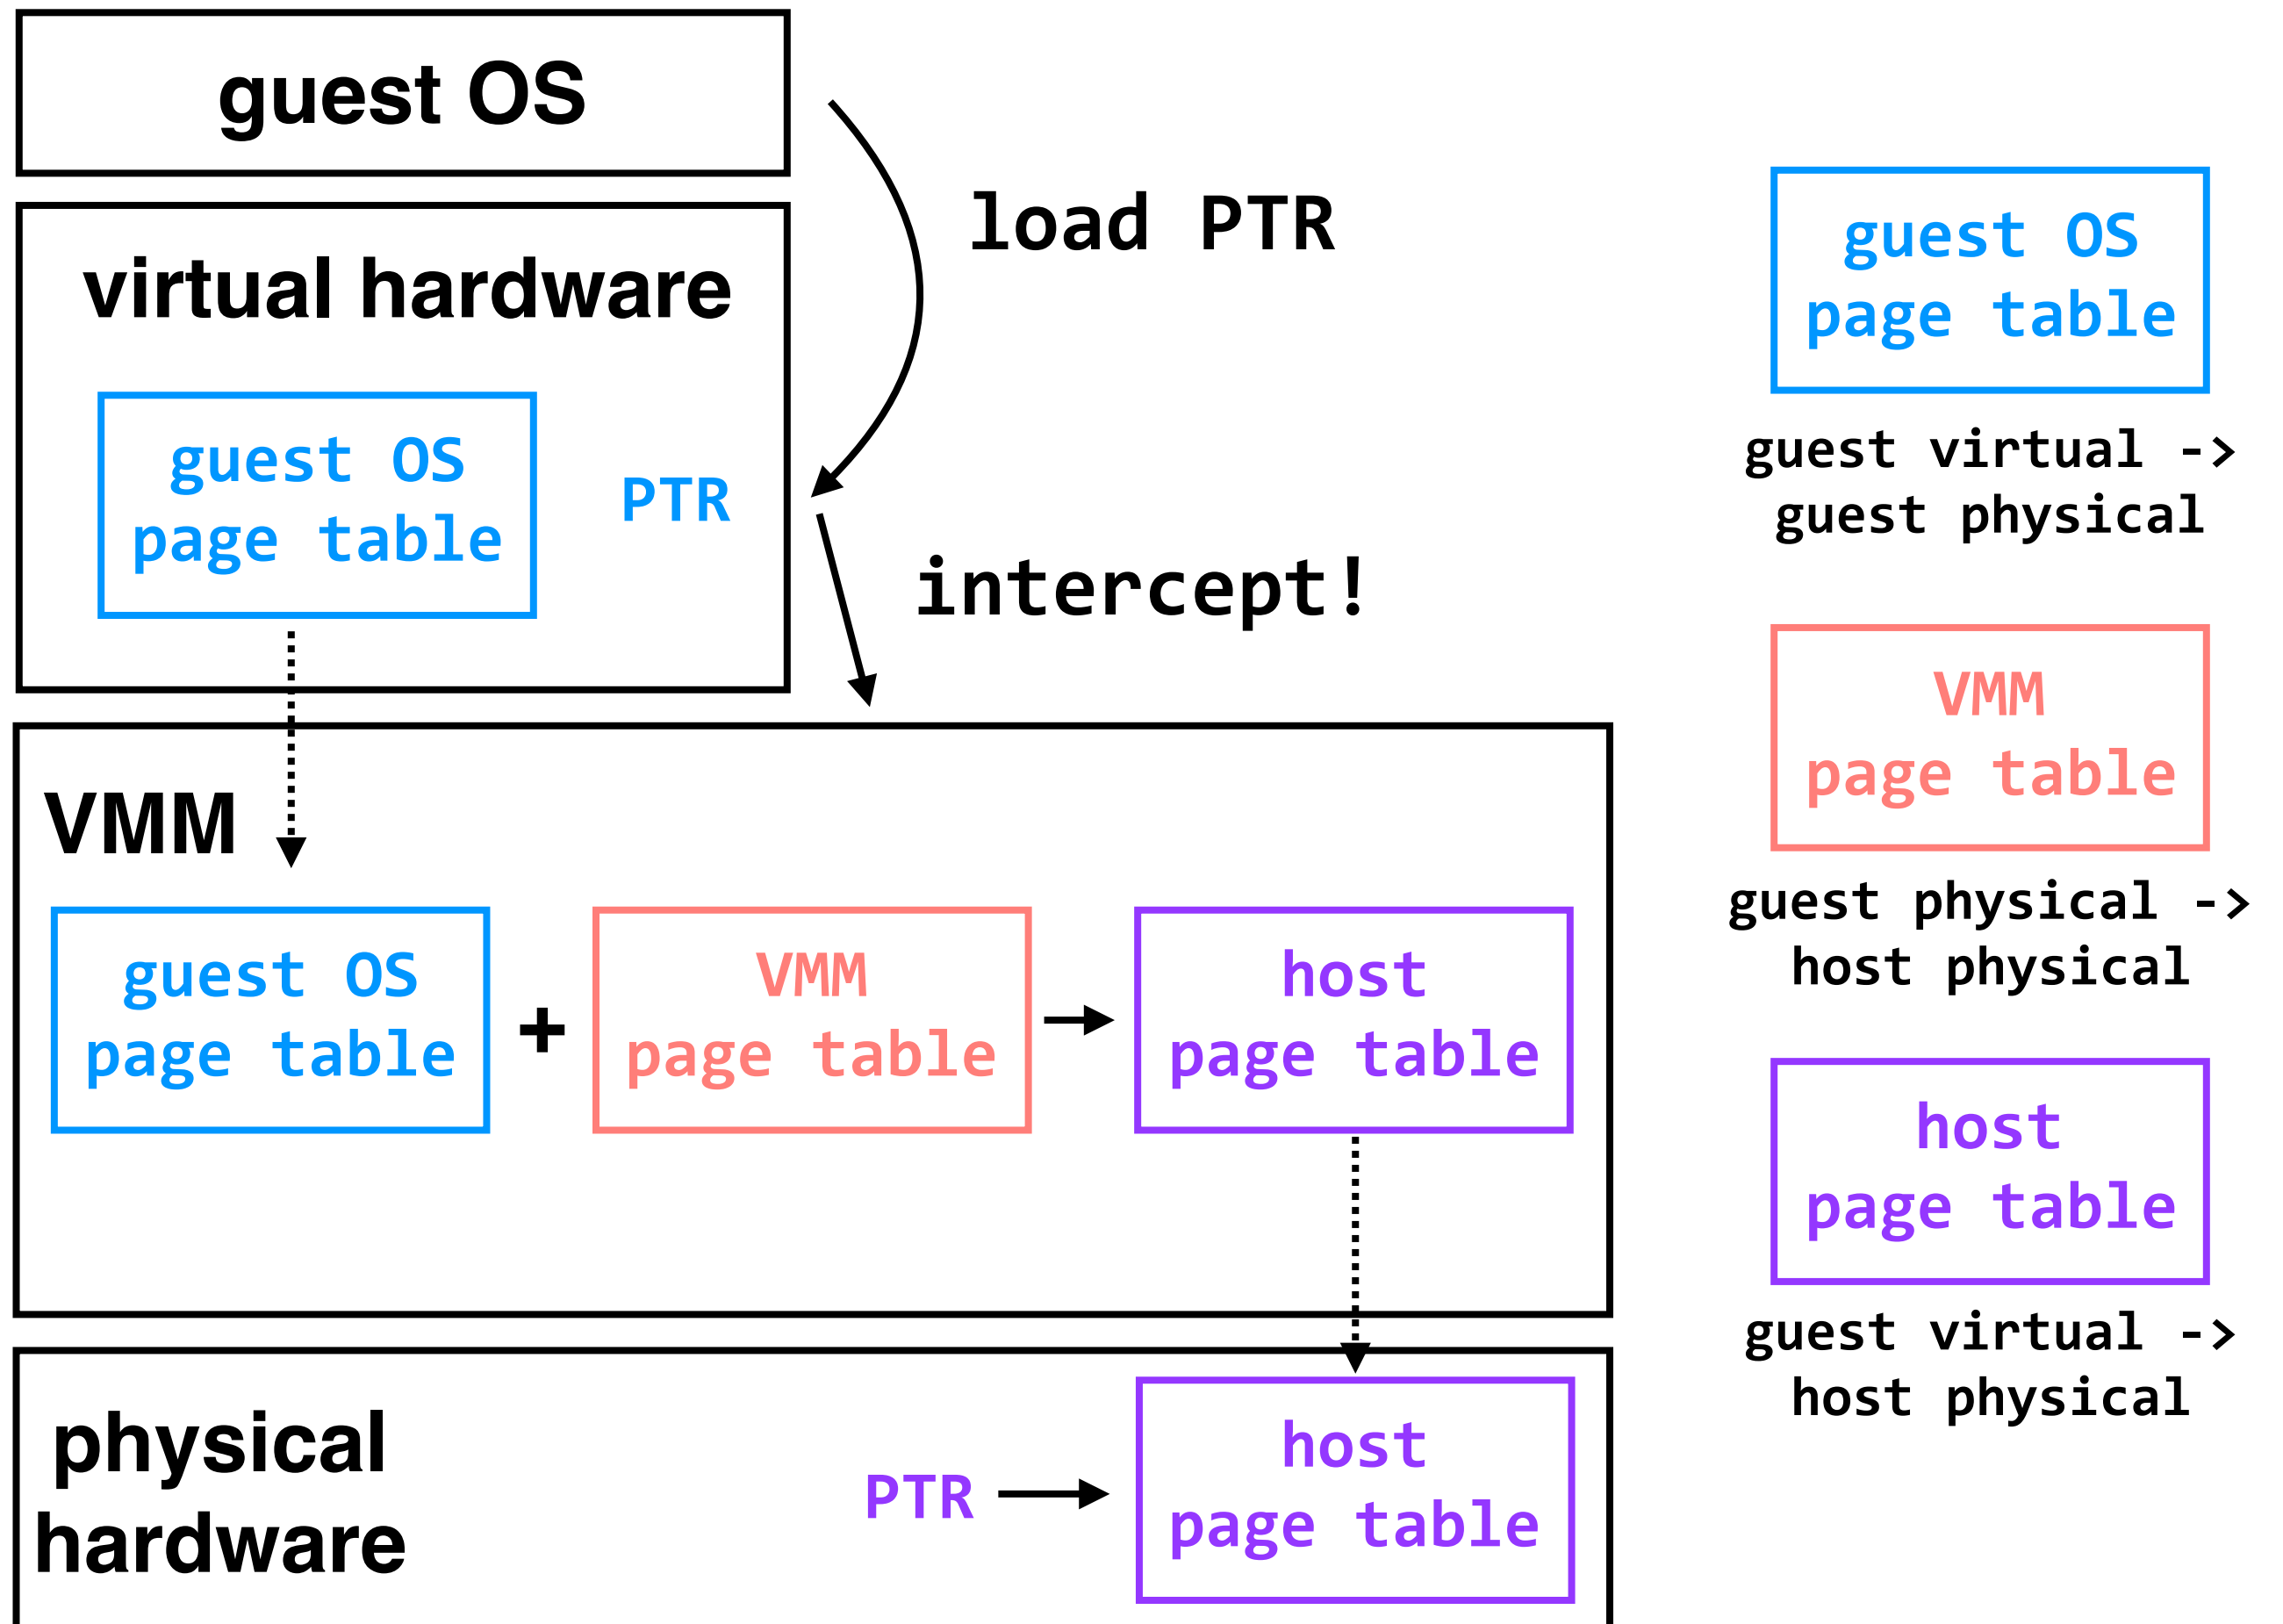 guest OS
virtual hardware
guest OS
page table
PTR
load PTR
intercept!
VMM
guest OS
page table
+
VMM
page table
host
page table
physical
hardware
PTR
host
page table
guest OS
page table
guest virtual ->
guest physical
VMM
page table
guest physical ->
host physical
host
page table
guest virtual ->
host physical